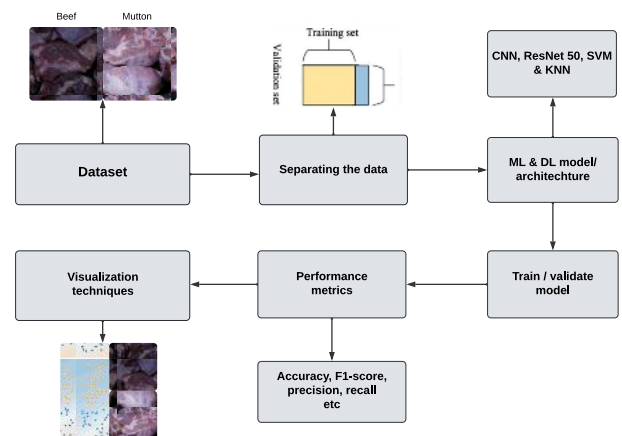 Beef
Mutton
Training set
Validation set
CNN, ResNet 50, SVM
& KNN
Dataset
Separating the data
ML & DL model/
architechture
Visualization
techniques
Performance
metrics
Train / validate
model
Accuracy, F1-score,
precision, recall
etc